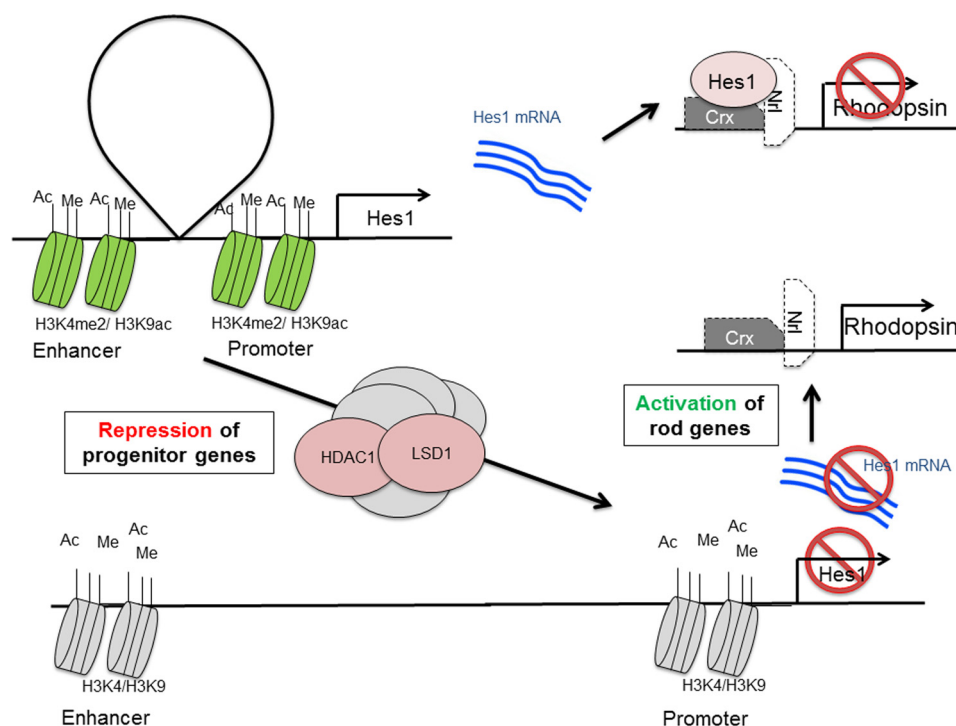 Hes1
Nrl
Crx
Rhodopsin
Hes1 mRNA
Ac
Me
Ac
Me
Ac
Me
Ac
Me
Hes1
H3K4me2/ H3K9ac
H3K4me2/ H3K9ac
Enhancer
Promoter
Nrl
Crx
Rhodopsin
Repression of
progenitor genes
HDAC1
LSD1
Activation of
rod genes
Hes1 mRNA
Ac
Me
Ac
Me
Ac
Me
Ac
Me
Hes1
H3K4/H3K9
H3K4/H3K9
Enhancer
Promoter